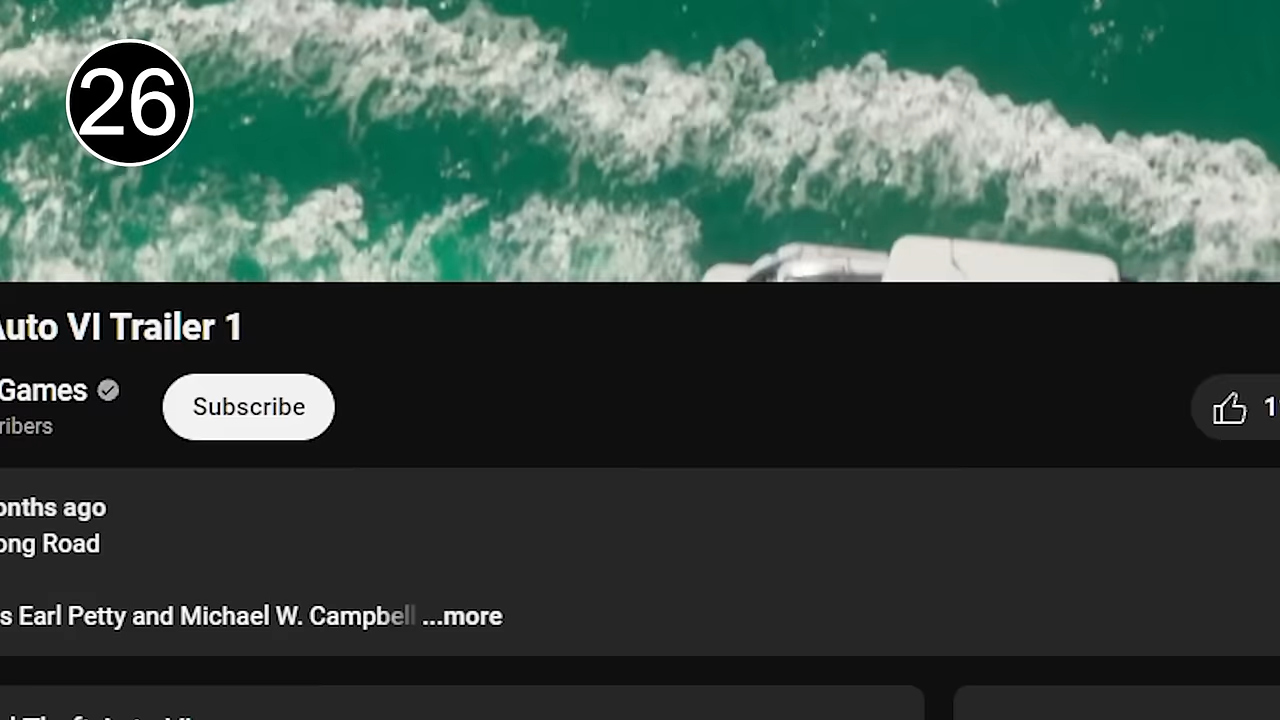 26
Auto VI Trailer 1
Games
Subscribe
ribers
onths ago
ong Road
s Earl Petty and Michael W. Campbell ...more